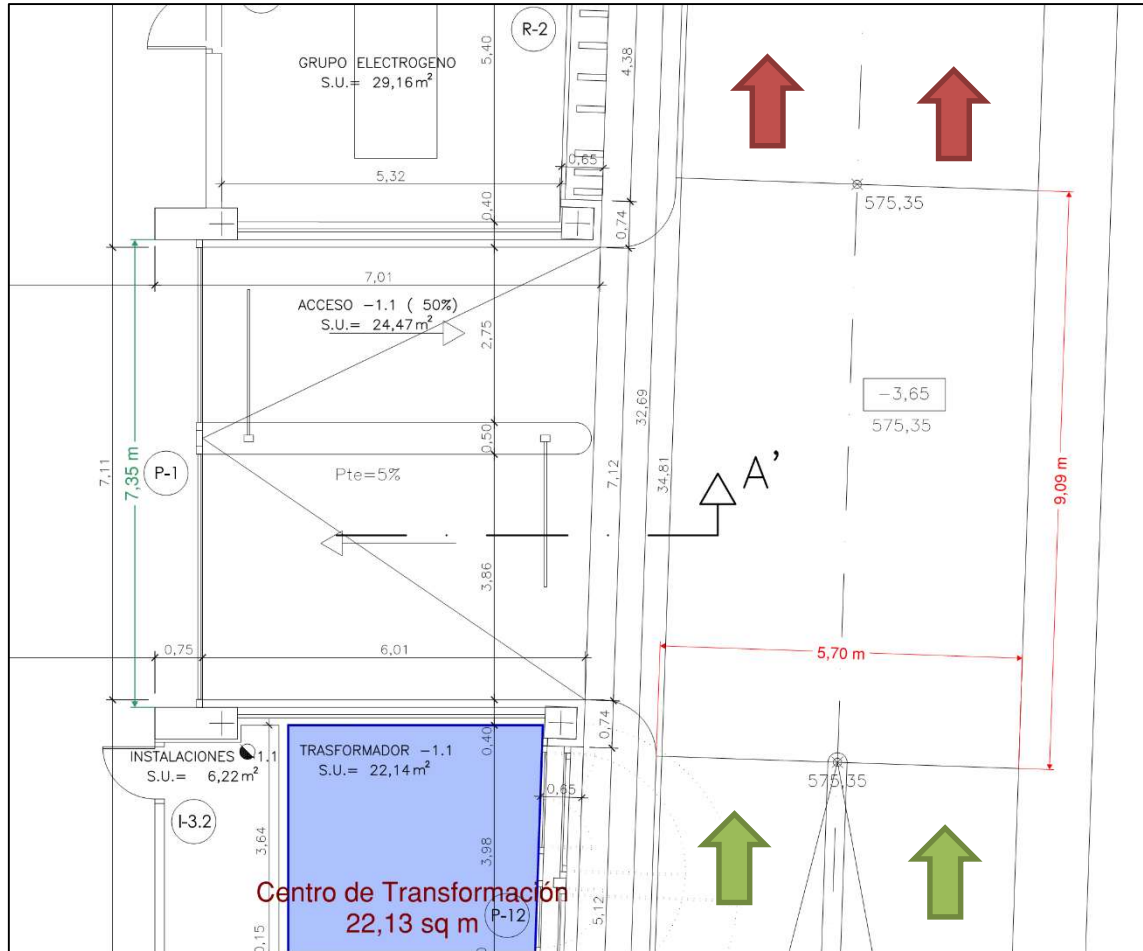 R-2
GRUPO ELECTROGENO
S.U.= 29,16m²
5,40
4,38
0,65
5,32
0,40
575,35
0,74
7,01
ACCESO -1.1 ( 50%)
S.U.= 24,47m²
2,75
-3,65
575,35
32,69
0,50
7,11
7,35 m
P-1
Pte=5%
7,12
34,81
A'
9,09 m
3,86
0,75
6,01
5,70 m
0,74
INSTALACIONES 1.1
S.U.= 6,22m²
TRASFORMADOR -1.1
S.U.= 22,14m²
0,40
575,35
0,65
I-3.2
3,64
3,98
Centro de Transformación
22,13 sq m
P-12
5,12
0,15